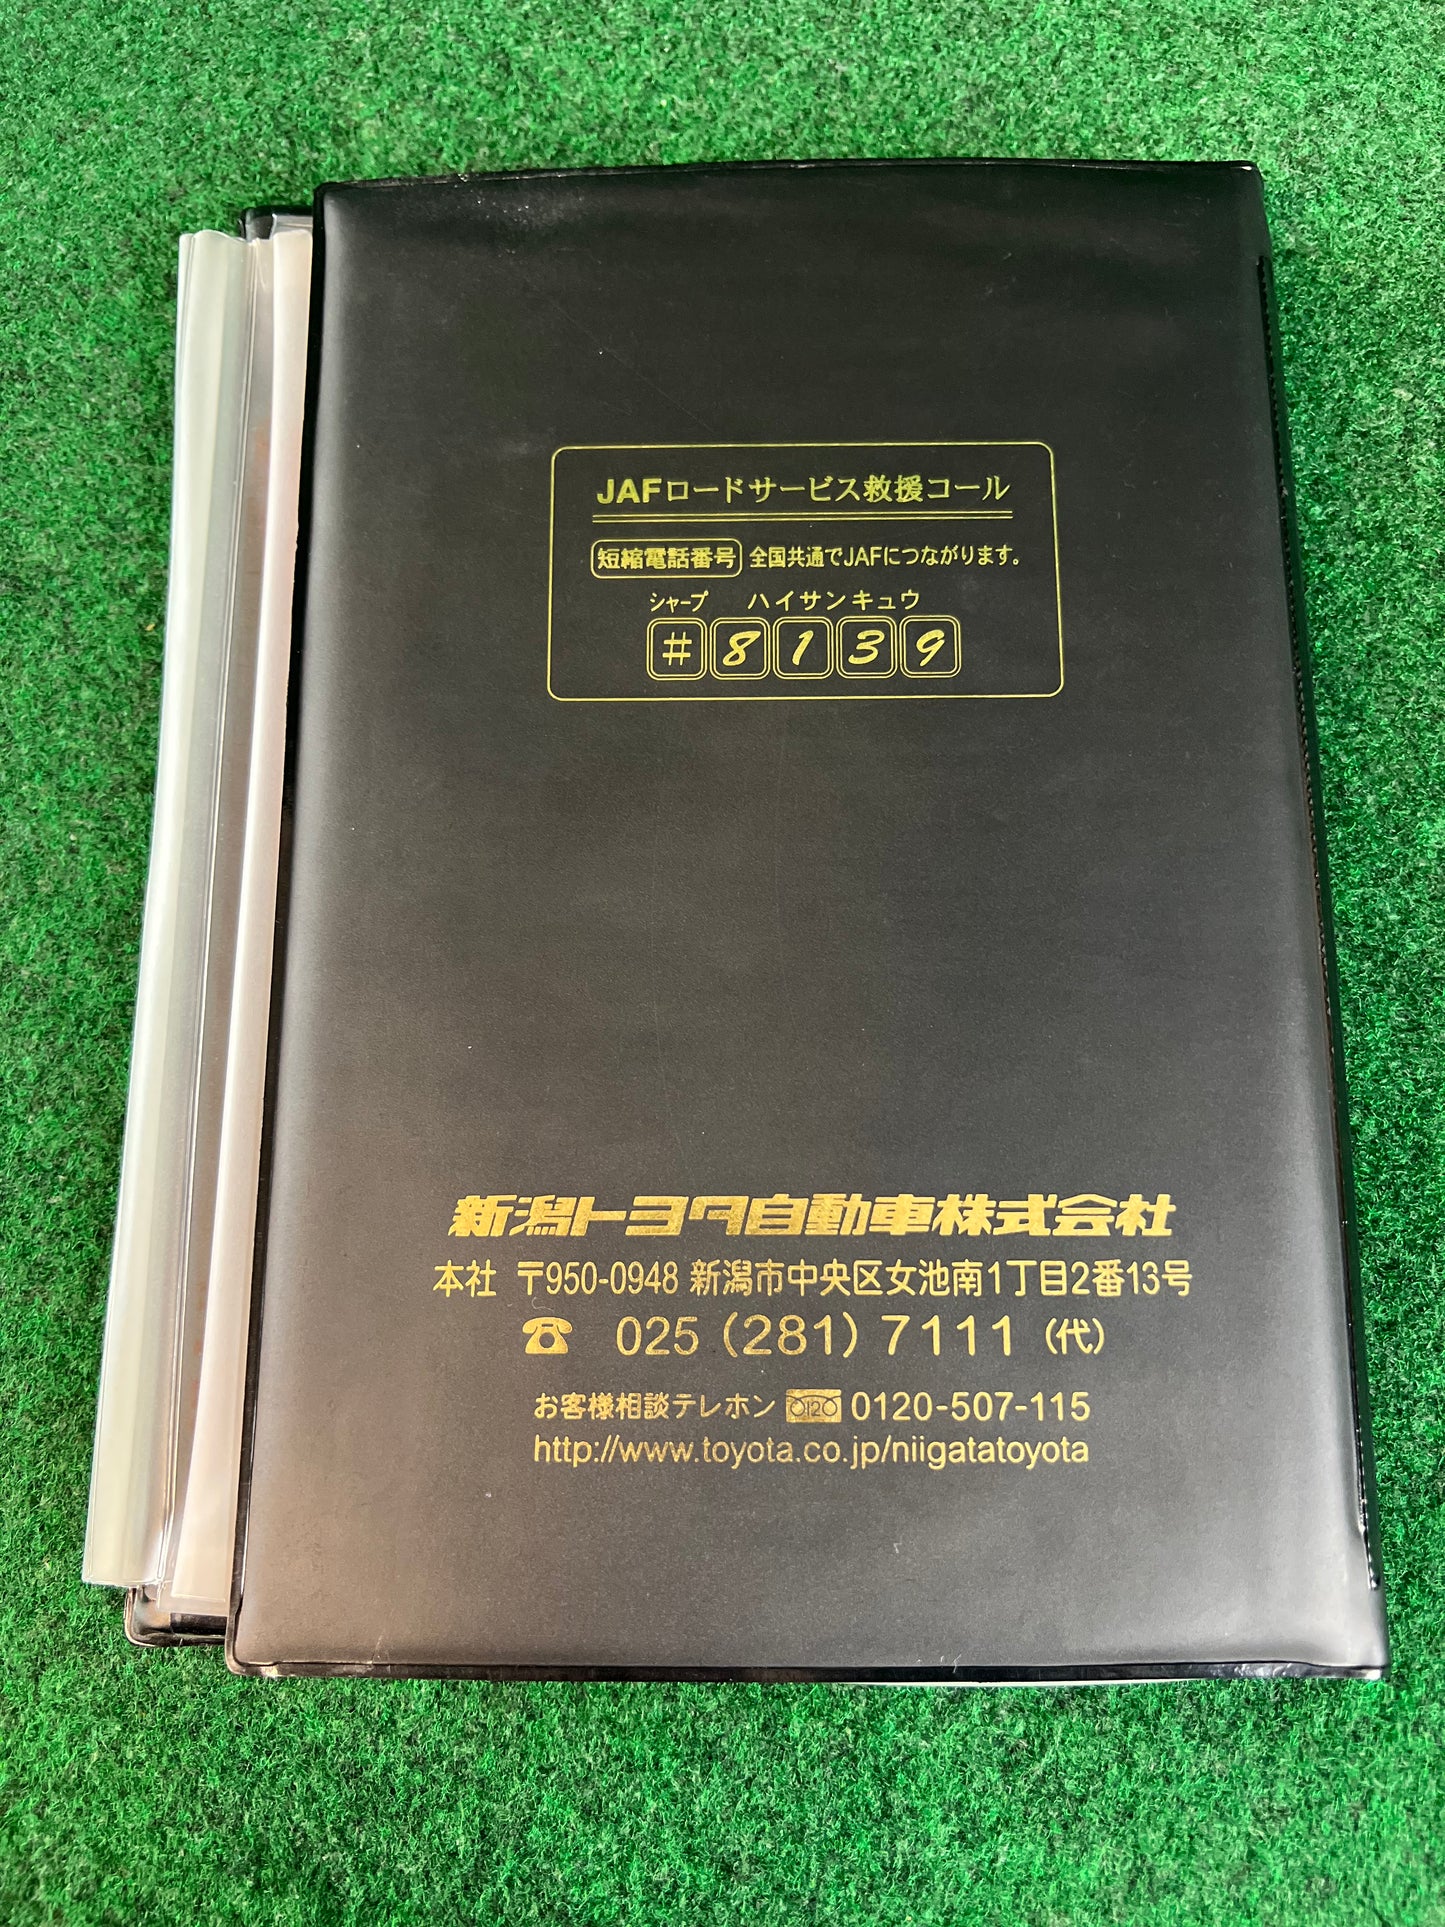 JAFロードサービス救援コール
短縮電話番号 全国共通でJAFにつながります。
シャープ ハイサンキュウ
# 8 1 3 9
新潟トヨタ自動車株式会社
本社 〒950-0948 新潟市中央区女池南1丁目2番13号
☎ 025 (281) 7111 (代)
お客様相談テレホン 0120 0120-507-115
http://www.toyota.co.jp/niigatatoyota